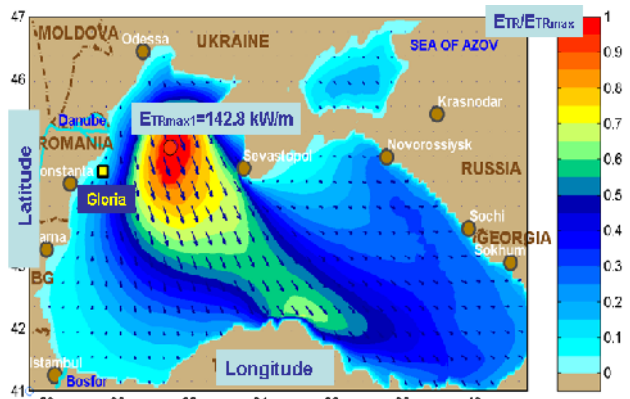 47
MOLDOVA
Odessa
UKRAINE
SEA OF AZOV
ETR/ETRmax
1
0.9
0.8
0.7
0.6
0.5
0.4
0.3
0.2
0.1
0
46
Krasnodar
ETRmax1=142.8 kW/m
Danube
ROMANIA
Sevastopol
Novorossiysk
RUSSIA
onstanta
Gloria
Latitude
Sochi
GEORGIA
Sokhum
arna
BG
42
Longitude
Istambul
Bosfor
41